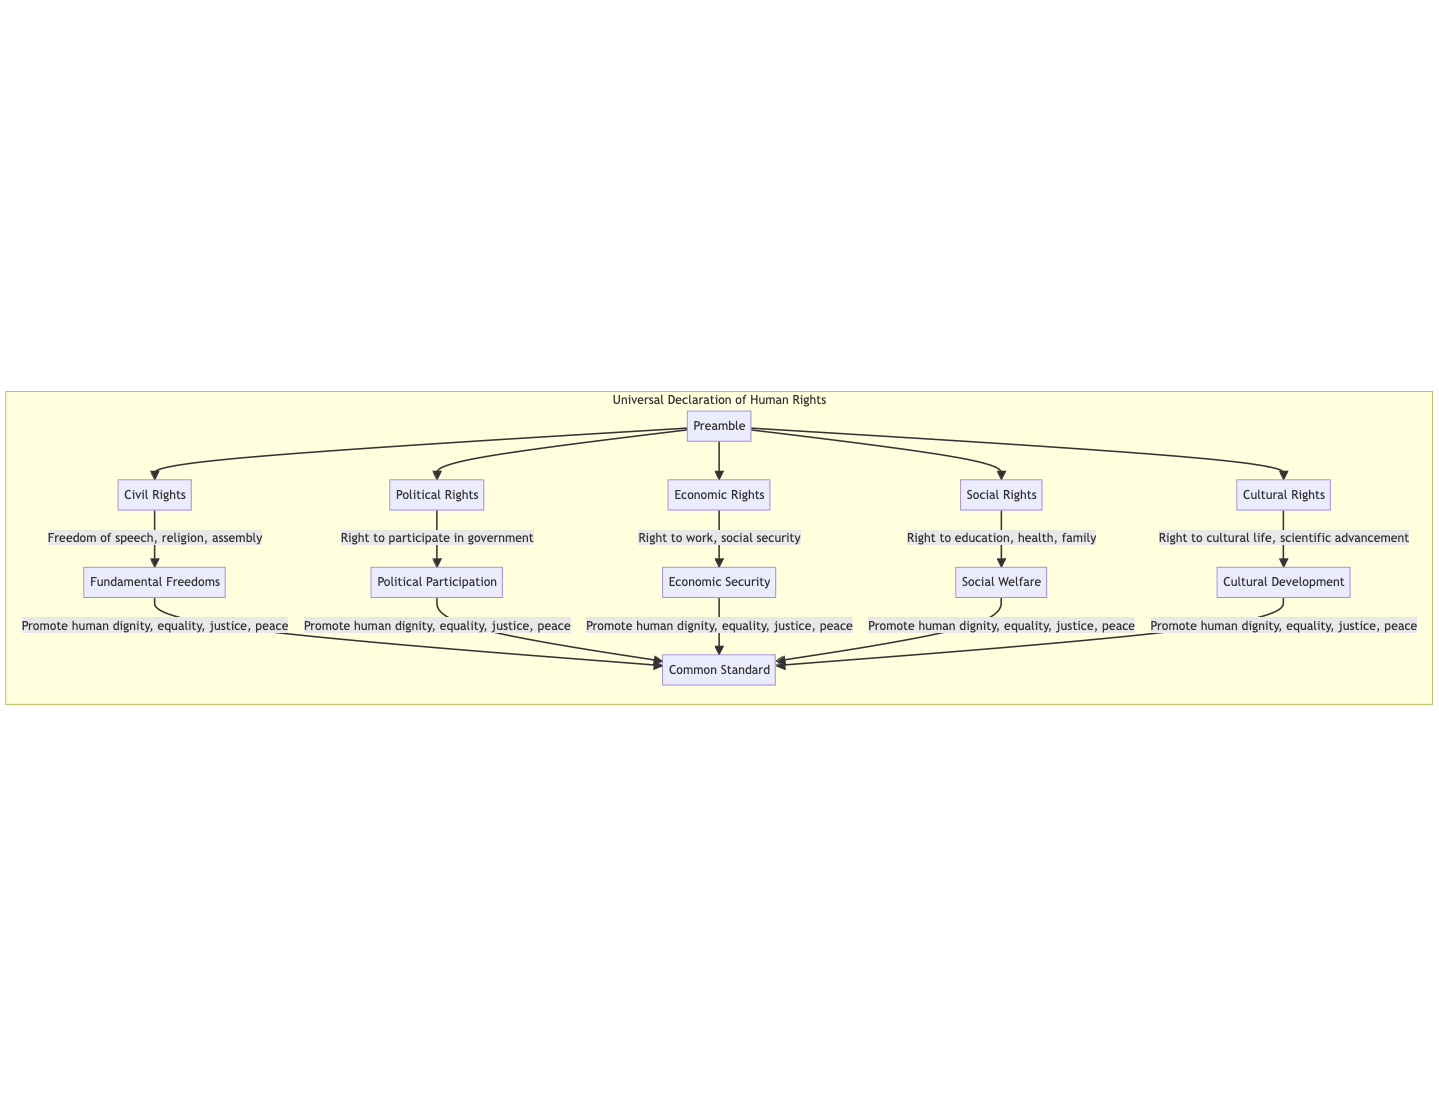 Universal Declaration of Human Rights
Preamble
Civil Rights
Political Rights
Economic Rights
Social Rights
Cultural Rights
Freedom of speech, religion, assembly
Right to participate in government
Right to work, social security
Right to education, health, family
Right to cultural life, scientific advancement
Fundamental Freedoms
Political Participation
Economic Security
Social Welfare
Cultural Development
Promote human dignity, equality, justice, peace
Promote human dignity, equality, justice, peace
Promote human dignity, equality, justice, peace
Promote human dignity, equality, justice, peace
Promote human dignity, equality, justice, peace
Common Standard